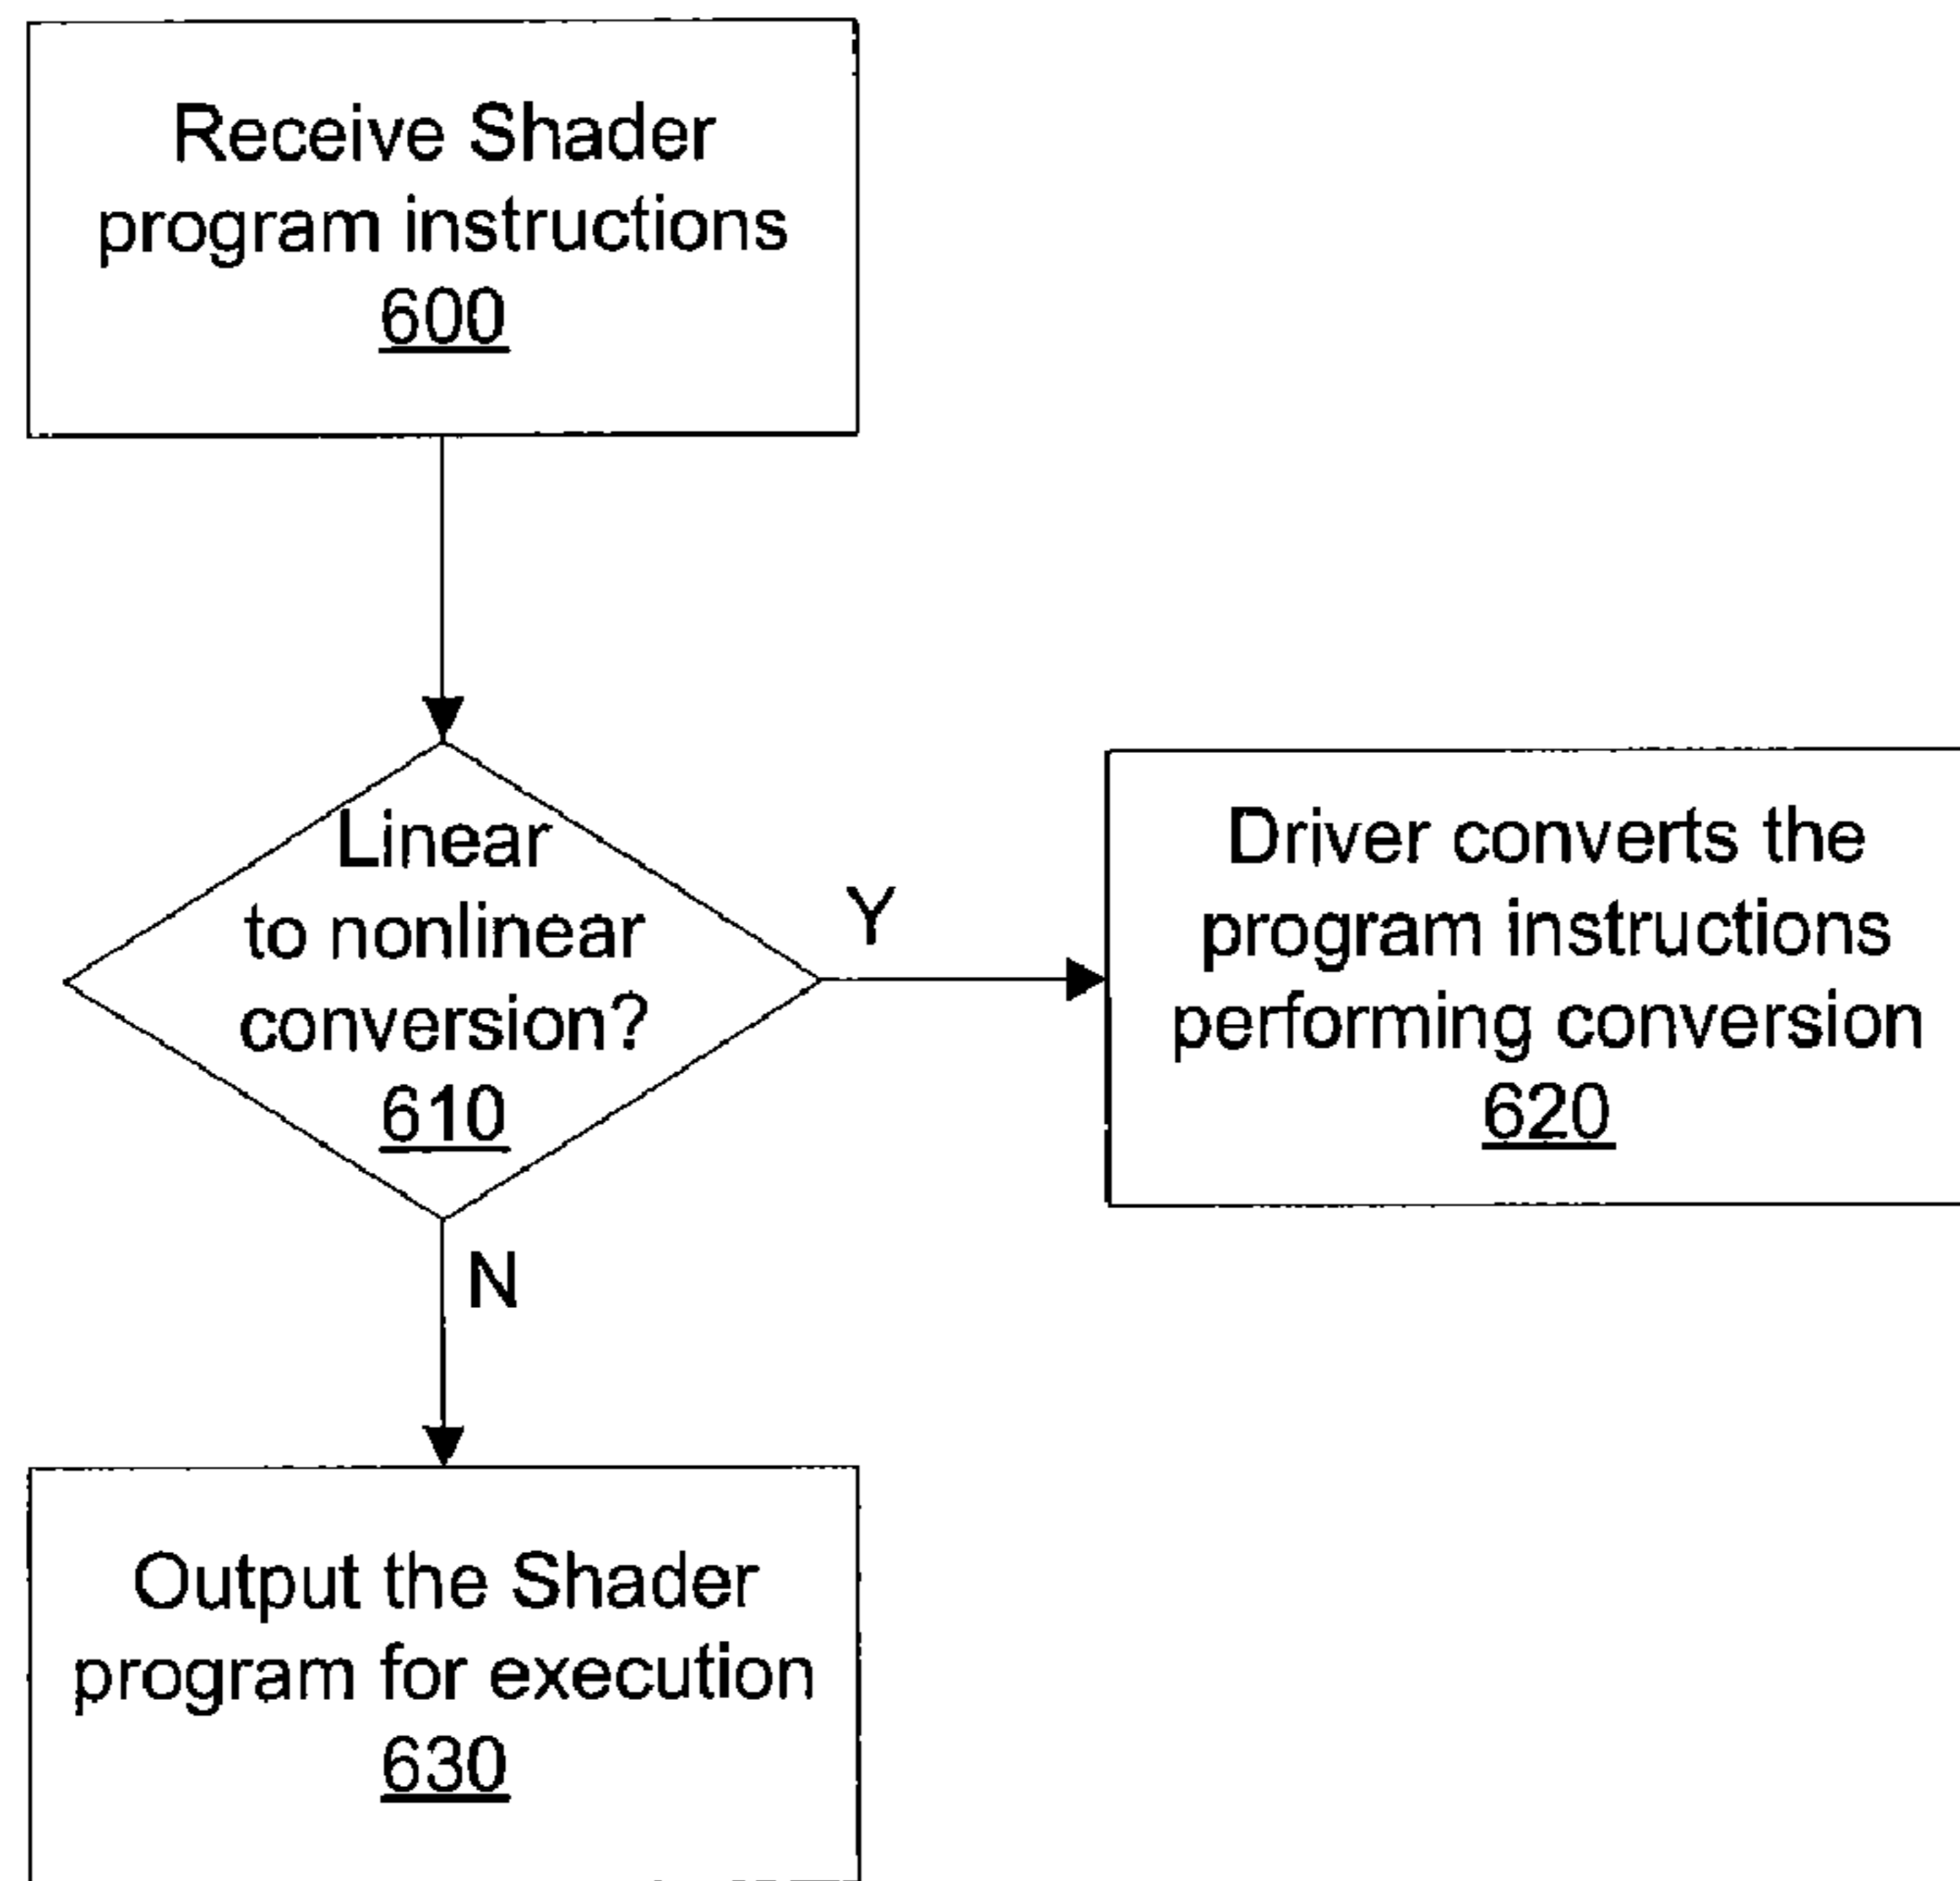 Receive Shader
program instructions
600
Linear
to nonlinear
conversion?
610
Y
Driver converts the
program instructions
performing conversion
620
N
Output the Shader
program for execution
630